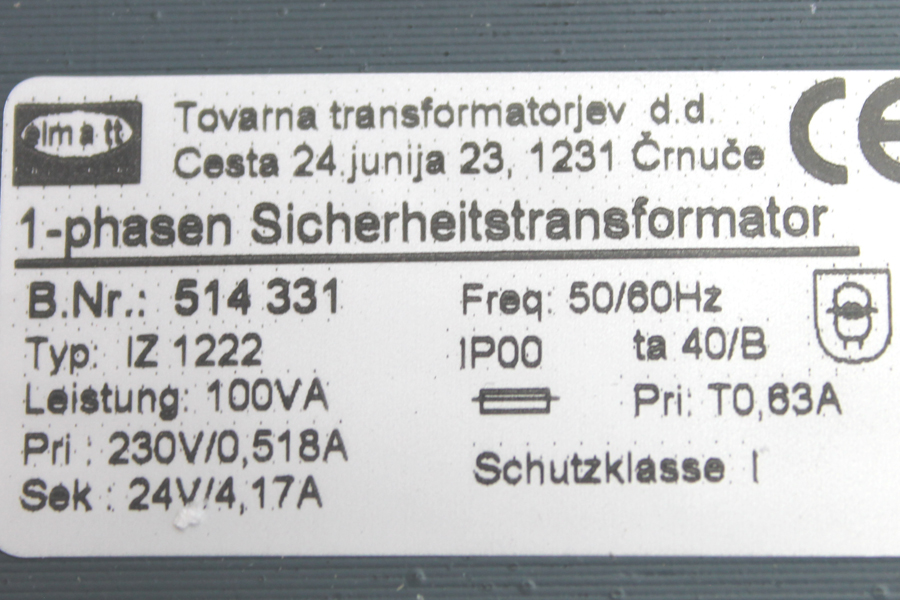 elma tt
Tovarna transformatorjev d.d.
Cesta 24.junija 23, 1231 Črnuče
CE
1-phasen Sicherheitstransformator
B.Nr.: 514 331
Freq: 50/60Hz
Typ: IZ 1222
IP00 ta 40/B
Leistung: 100VA
Pri: T0,63A
Pri : 230V/0,518A
Schutzklasse I
Sek : 24V/4,17A